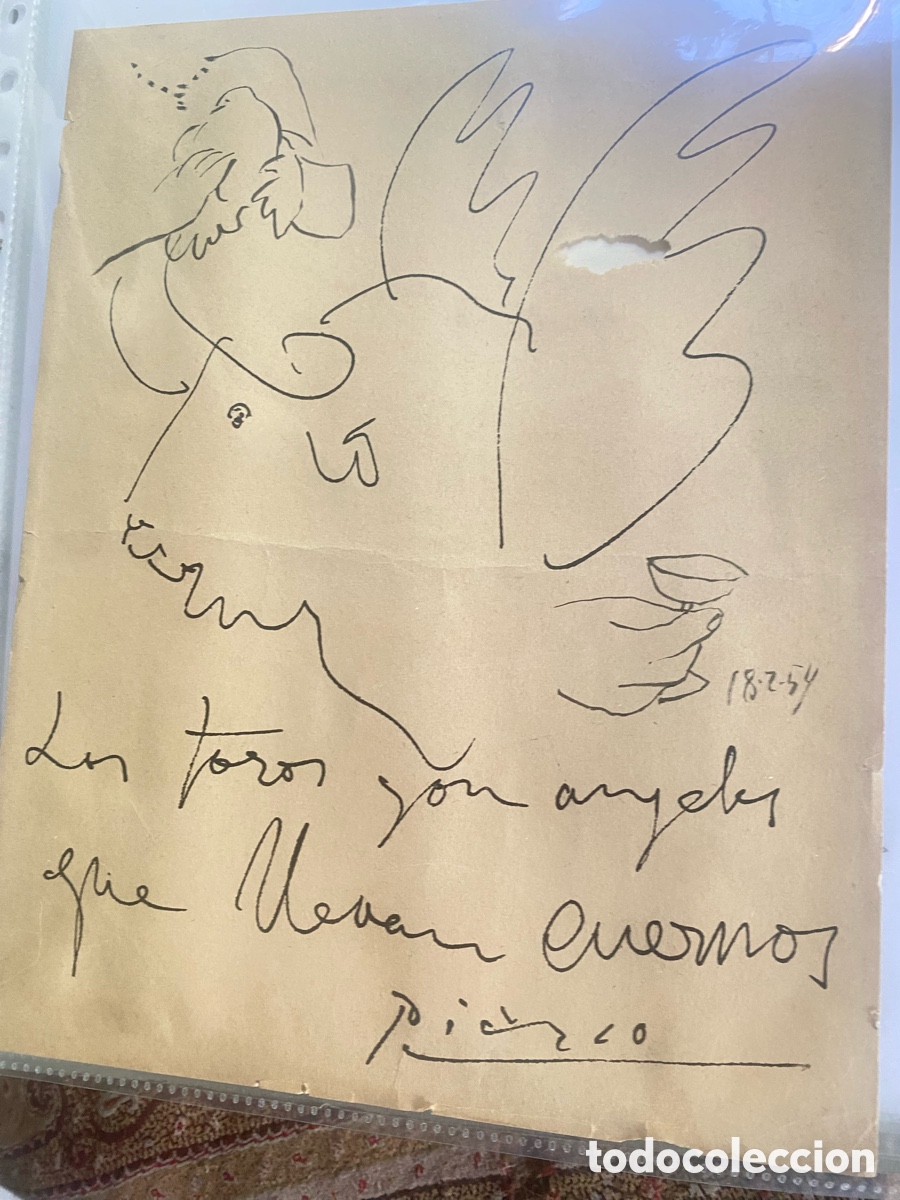 18-2-54
Los toros son angeles
que llevan cuernos
Picasso
todocoleccion